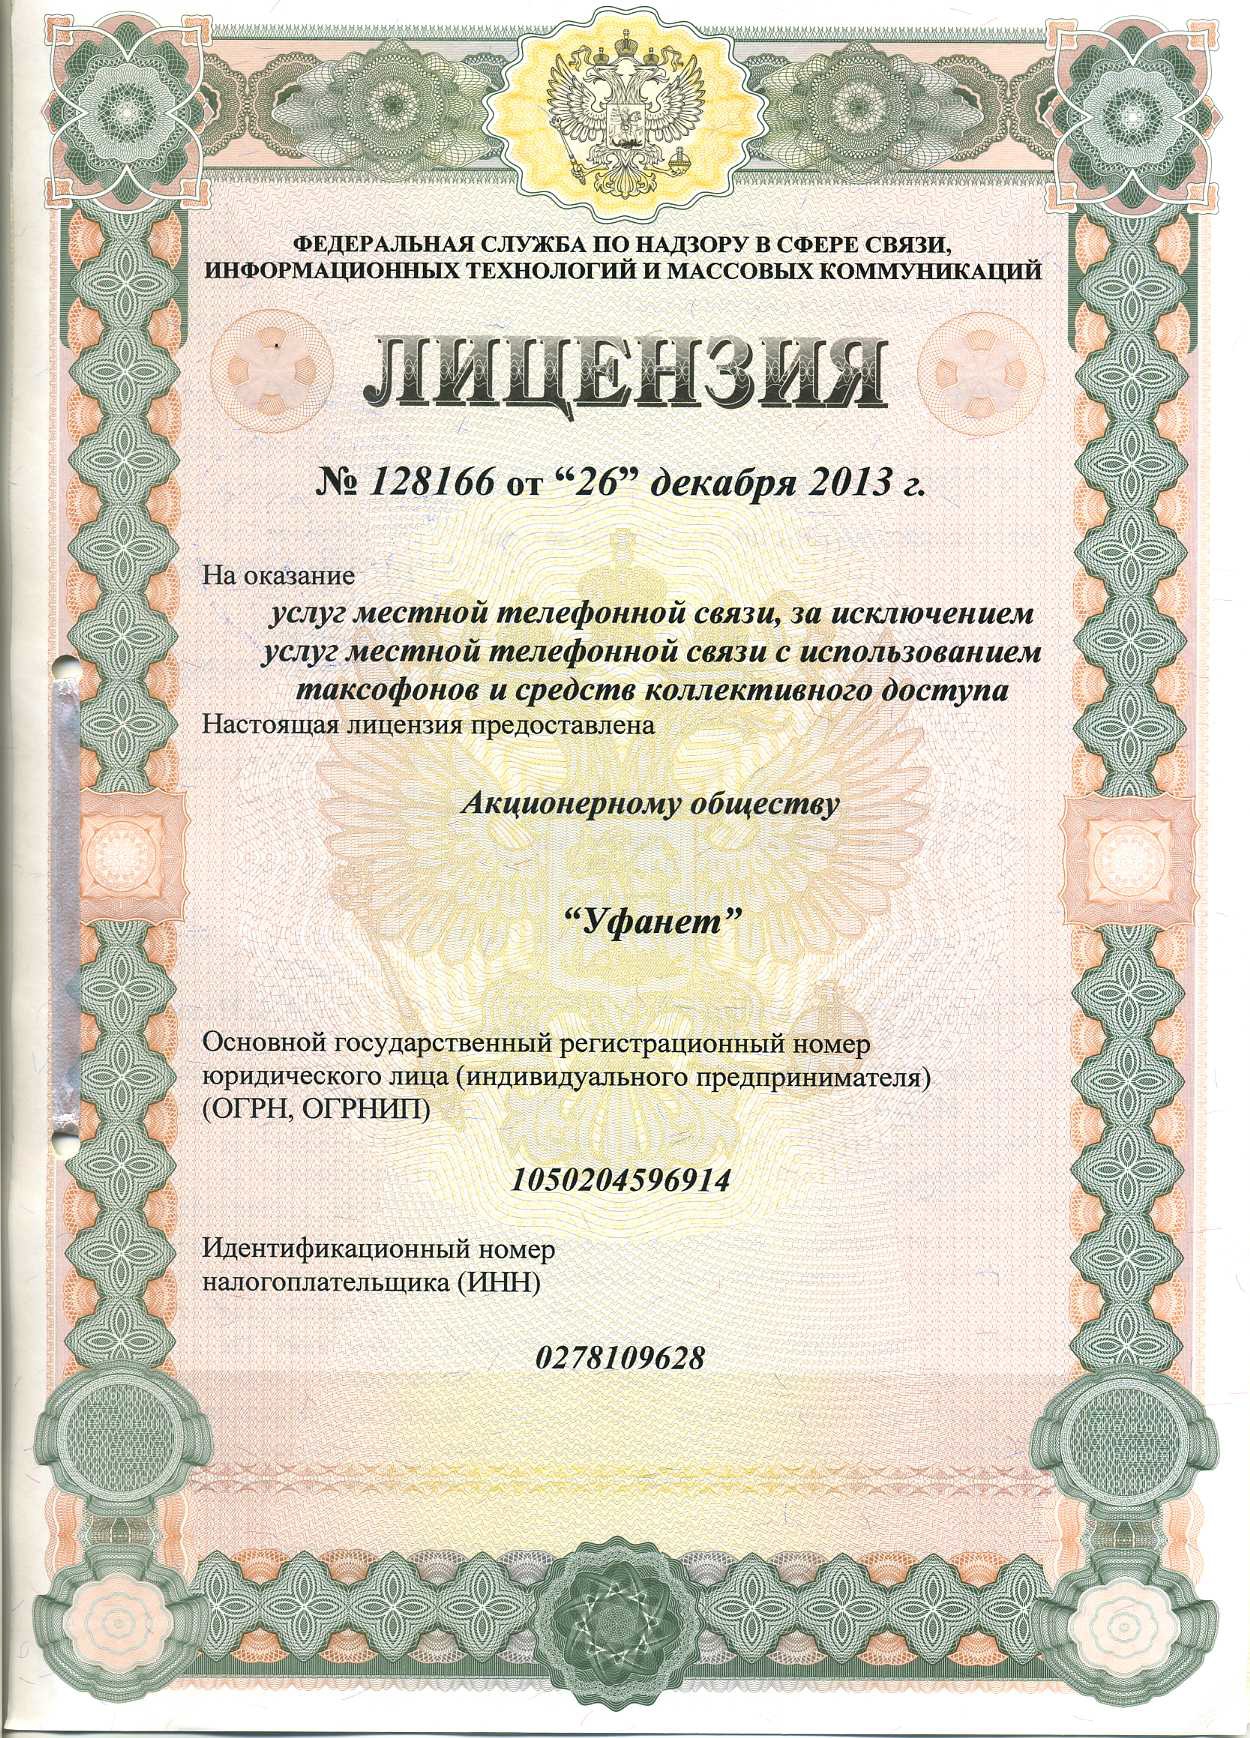 ФЕДЕРАЛЬНАЯ СЛУЖБА ПО НАДЗОРУ В СФЕРЕ СВЯЗИ,
ИНФОРМАЦИОННЫХ ТЕХНОЛОГИЙ И МАССОВЫХ КОММУНИКАЦИЙ
ЛИЦЕНЗИЯ
№ 128166 от “26” декабря 2013 г.
На оказание
услуг местной телефонной связи, за исключением
услуг местной телефонной связи с использованием
таксофонов и средств коллективного доступа
Настоящая лицензия предоставлена
Акционерному обществу
“Уфанет”
Основной государственный регистрационный номер
юридического лица (индивидуального предпринимателя)
(ОГРН, ОГРНИП)
1050204596914
Идентификационный номер
налогоплательщика (ИНН)
0278109628